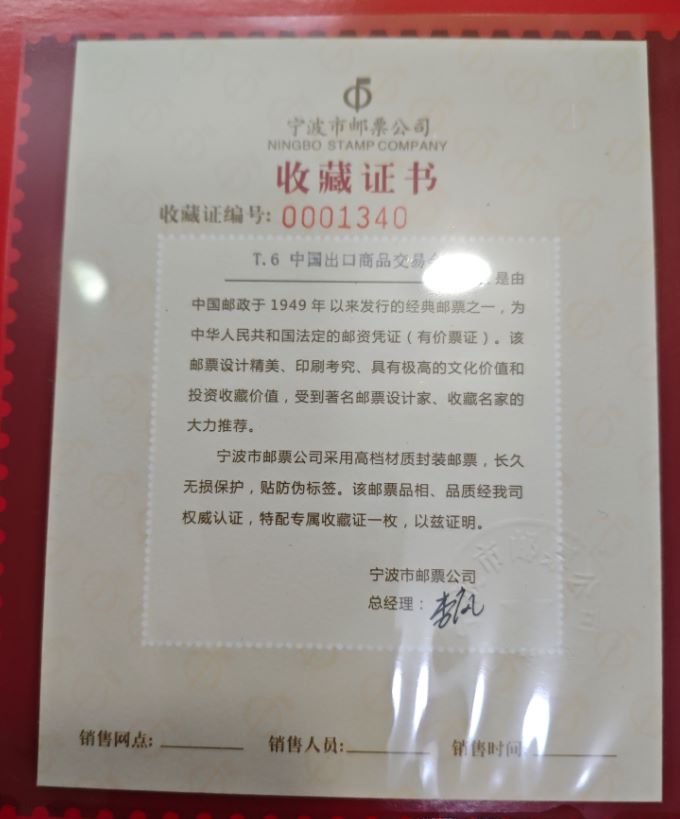 宁波市邮票公司
NINGBO STAMP COMPANY
收藏证书
收藏证编号: 0001340
T.6 中国出口商品交易
是由
中国邮政于1949年以来发行的经典邮票之一，为
中华人民共和国法定的邮资凭证（有价票证）。该
邮票设计精美、印刷考究、具有极高的文化价值和
投资收藏价值，受到著名邮票设计家、收藏名家的
大力推荐。
宁波市邮票公司采用高档材质封装邮票，长久
无损保护，贴防伪标签。该邮票品相、品质经我司
权威认证，特配专属收藏证一枚，以兹证明。
宁波市邮票公司
总经理：
销售网点: 销售人员: 销售时间: